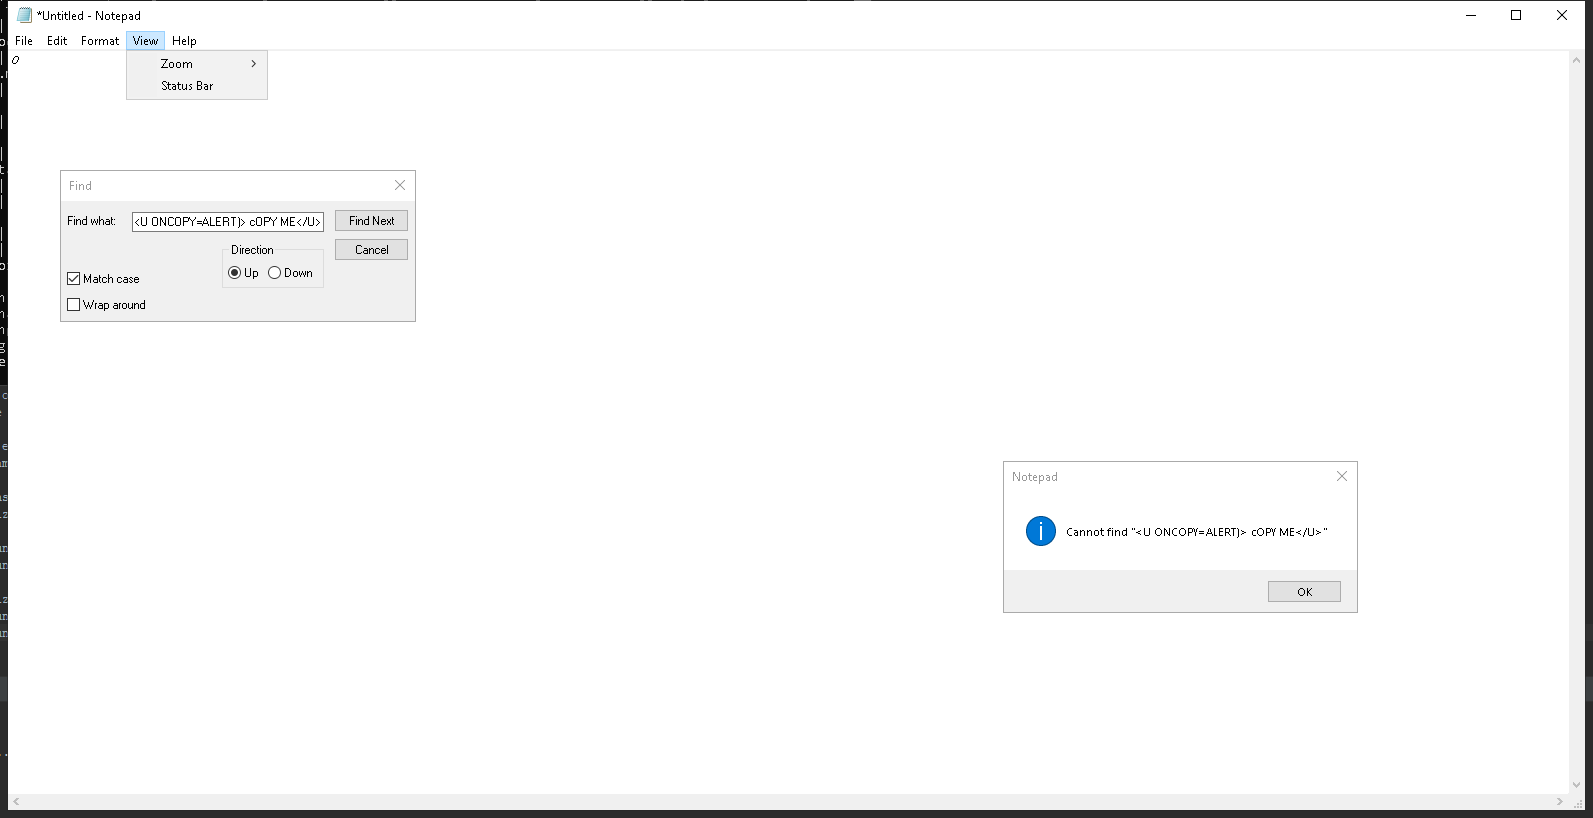 *Untitled - Notepad
File Edit Format View Help
O
Zoom
Status Bar
Find
Find what: <U ONCOPY=ALERT)> cOPY ME</U> Find Next
Direction Cancel
Up Down
Match case
Wrap around
Notepad
Cannot find "<U ONCOPY=ALERT)> cOPY ME</U>"
OK